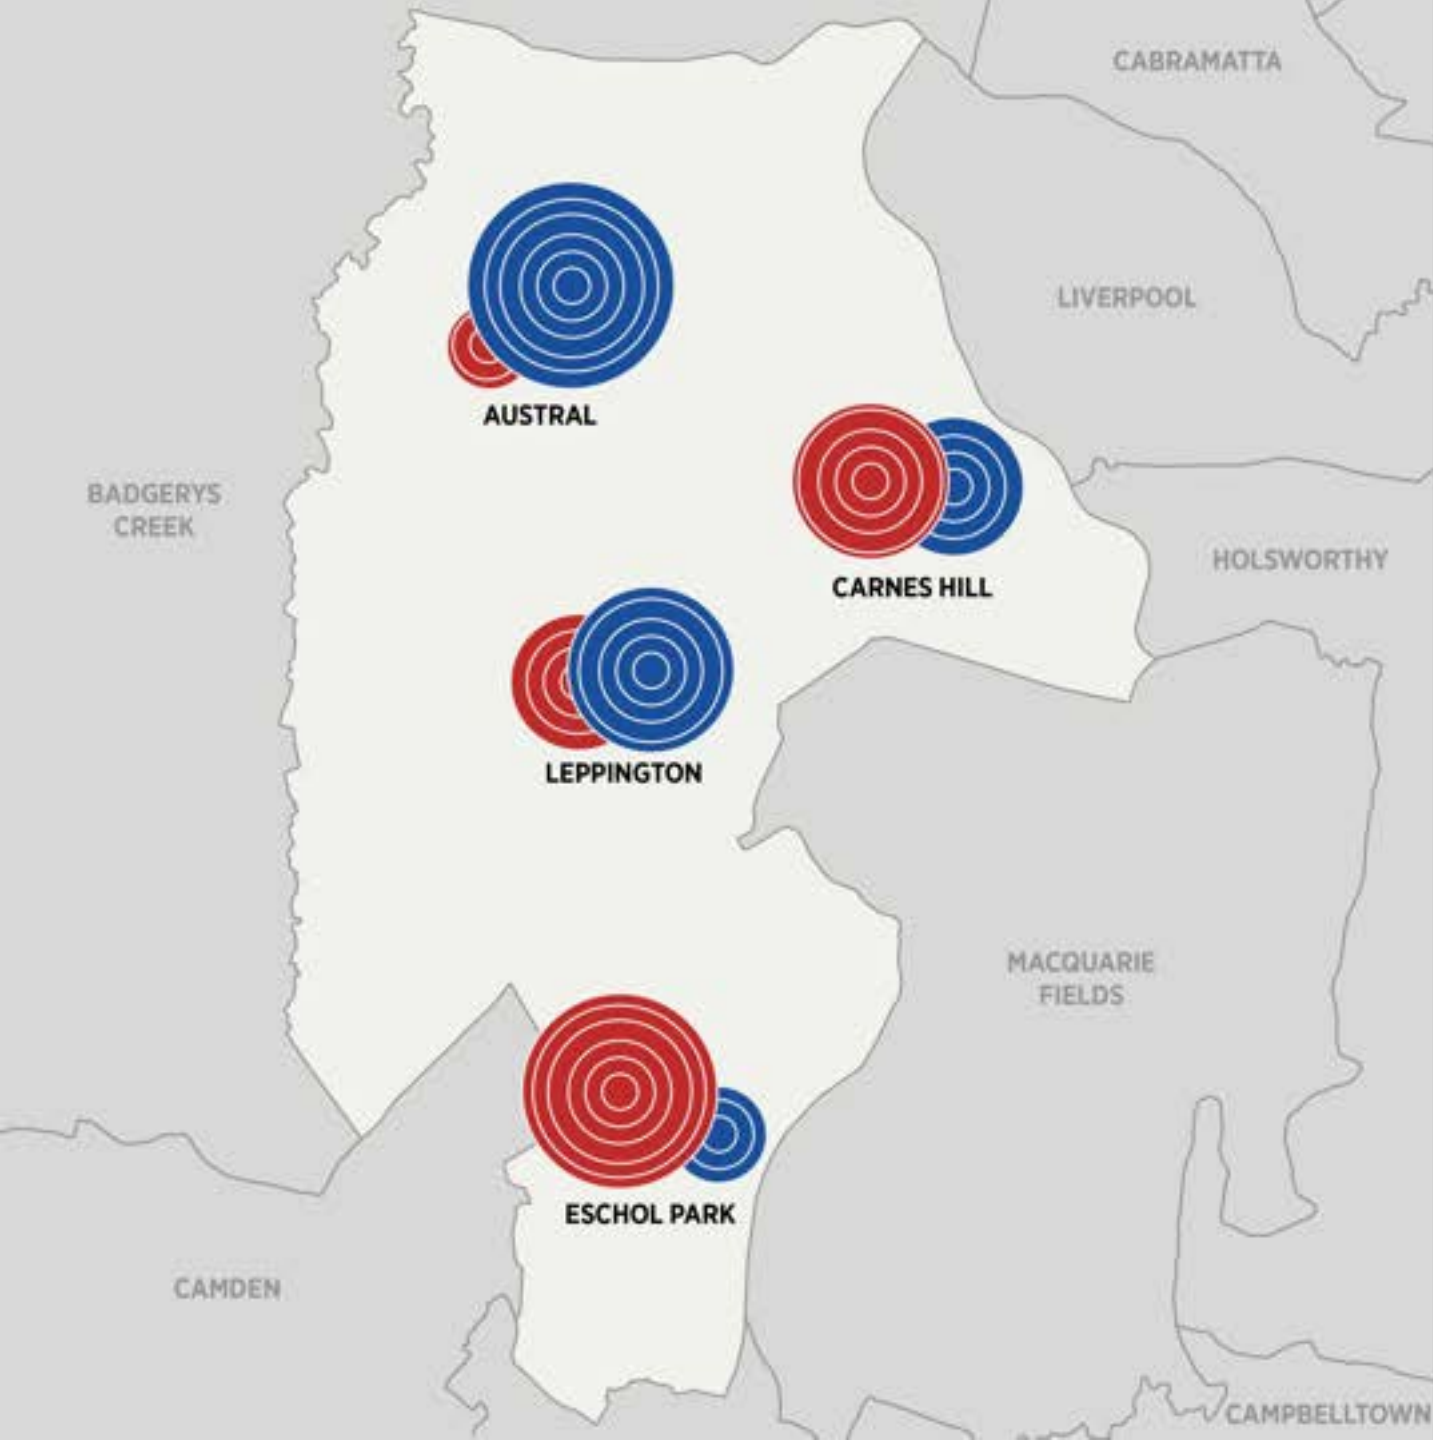 CABRAMATTA
LIVERPOOL
AUSTRAL
BADGERYS
CREEK
HOLSWORTHY
CARNES HILL
LEPPINGTON
MACQUARIE
FIELDS
ESCHOL PARK
CAMDEN
CAMPBELLTOWN